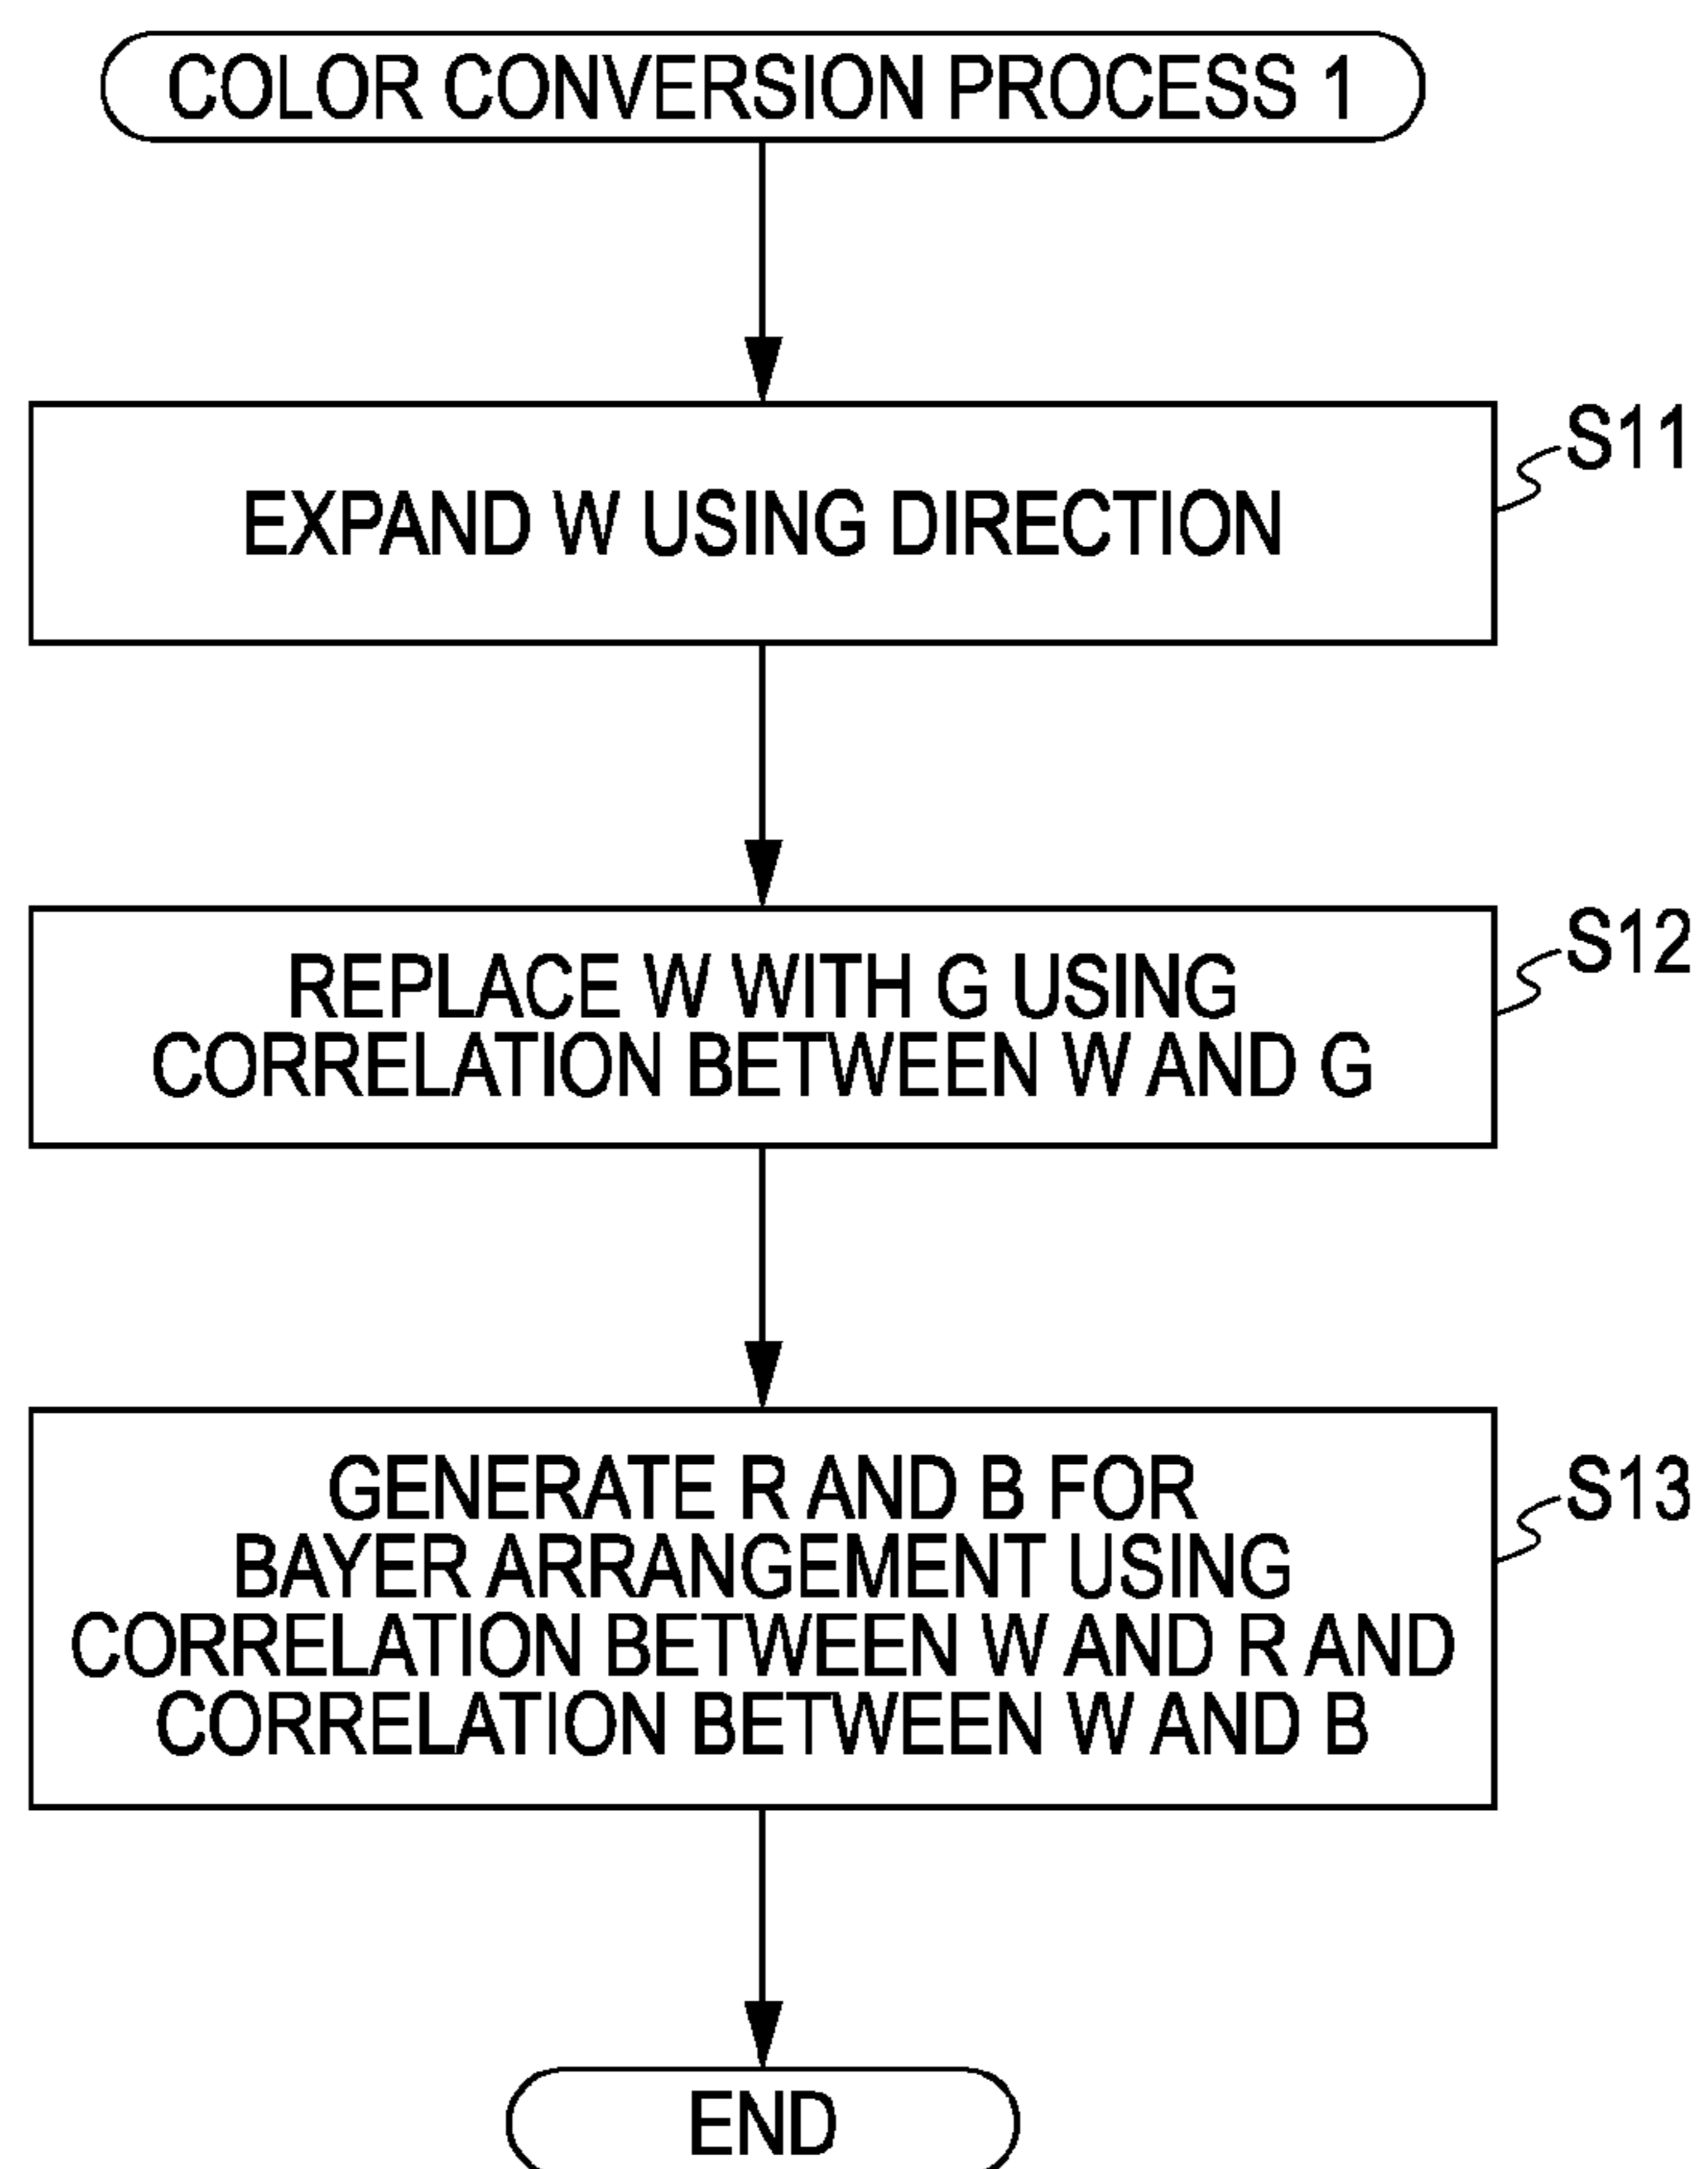 COLOR CONVERSION PROCESS 1
S11
EXPAND W USING DIRECTION
S12
REPLACE W WITH G USING
CORRELATION BETWEEN W AND G
S13
GENERATE R AND B FOR
BAYER ARRANGEMENT USING
CORRELATION BETWEEN W AND R AND
CORRELATION BETWEEN W AND B
END